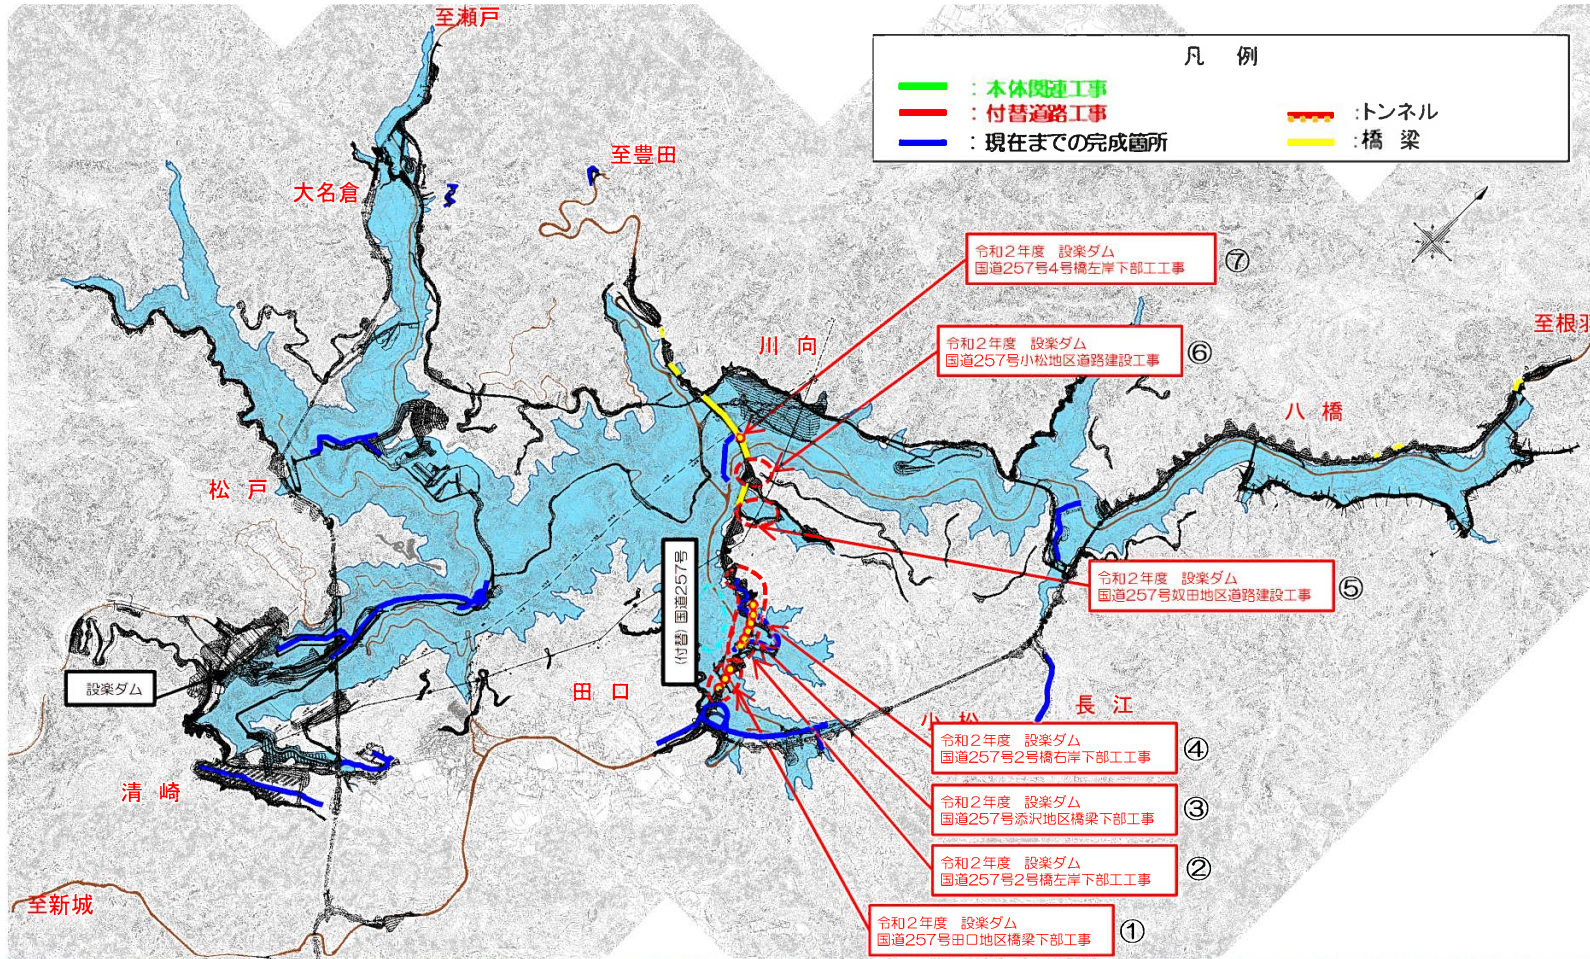 至瀬戸
凡 例
: 本体関連工事
: 付替道路工事
: 現在までの完成箇所
:トンネル
:橋 梁
至豊田
大名倉
令和2年度 設楽ダム
国道257号4号橋左岸下部工工事
⑦
至根羽
川 向
令和2年度 設楽ダム
国道257号小松地区道路建設工事
⑥
八 橋
松 戸
(付替) 国道257号
令和2年度 設楽ダム
国道257号奴田地区道路建設工事
⑤
設楽ダム
田 口
長 江
小 松
令和2年度 設楽ダム
国道257号2号橋右岸下部工工事
④
清 崎
令和2年度 設楽ダム
国道257号添沢地区橋梁下部工事
③
令和2年度 設楽ダム
国道257号2号橋左岸下部工工事
②
至新城
令和2年度 設楽ダム
国道257号田口地区橋梁下部工事
①